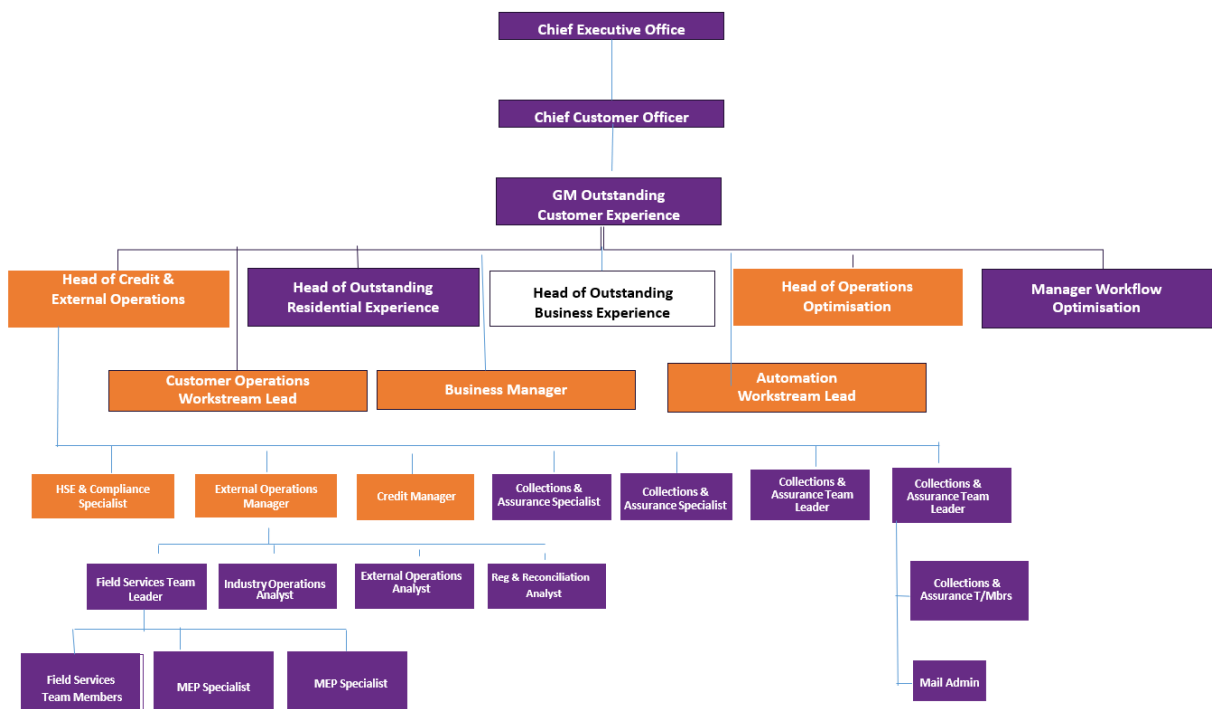 Chief Executive Office
Chief Customer Officer
GM Outstanding
Customer Experience
Head of Credit &
External Operations
Head of Outstanding
Residential Experience
Head of Outstanding
Business Experience
Head of Operations
Optimisation
Manager Workflow
Optimisation
Customer Operations
Workstream Lead
Business Manager
Automation
Workstream Lead
HSE & Compliance
Specialist
External Operations
Manager
Credit Manager
Collections &
Assurance Specialist
Collections &
Assurance Specialist
Collections &
Assurance Team
Leader
Collections &
Assurance Team
Leader
Field Services Team
Leader
Industry Operations
Analyst
External Operations
Analyst
Reg & Reconciliation
Analyst
Collections &
Assurance T/Mbrs
Field Services
Team Members
MEP Specialist
MEP Specialist
Mail Admin